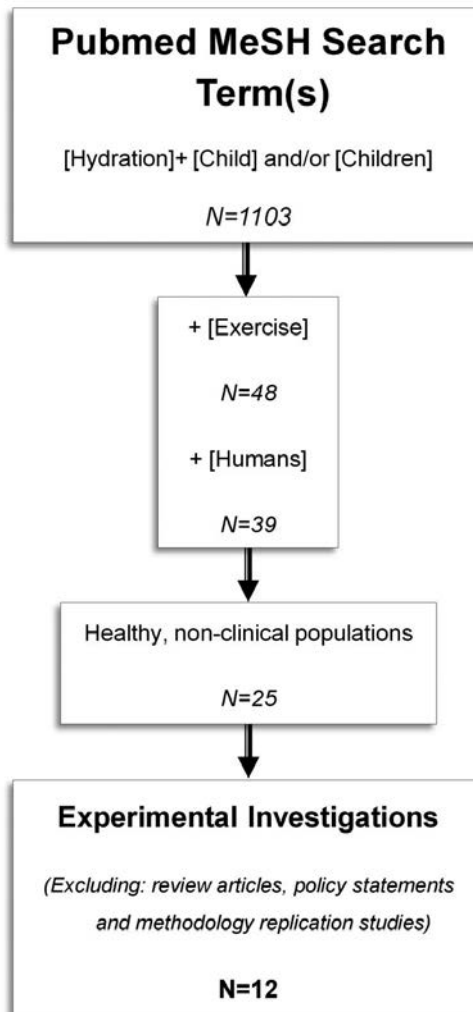 Pubmed MeSH Search
Term(s)
[Hydration]+ [Child] and/or [Children]
N=1103
+ [Exercise]
N=48
+ [Humans]
N=39
Healthy, non-clinical populations
N=25
Experimental Investigations
(Excluding: review articles, policy statements
and methodology replication studies)
N=12